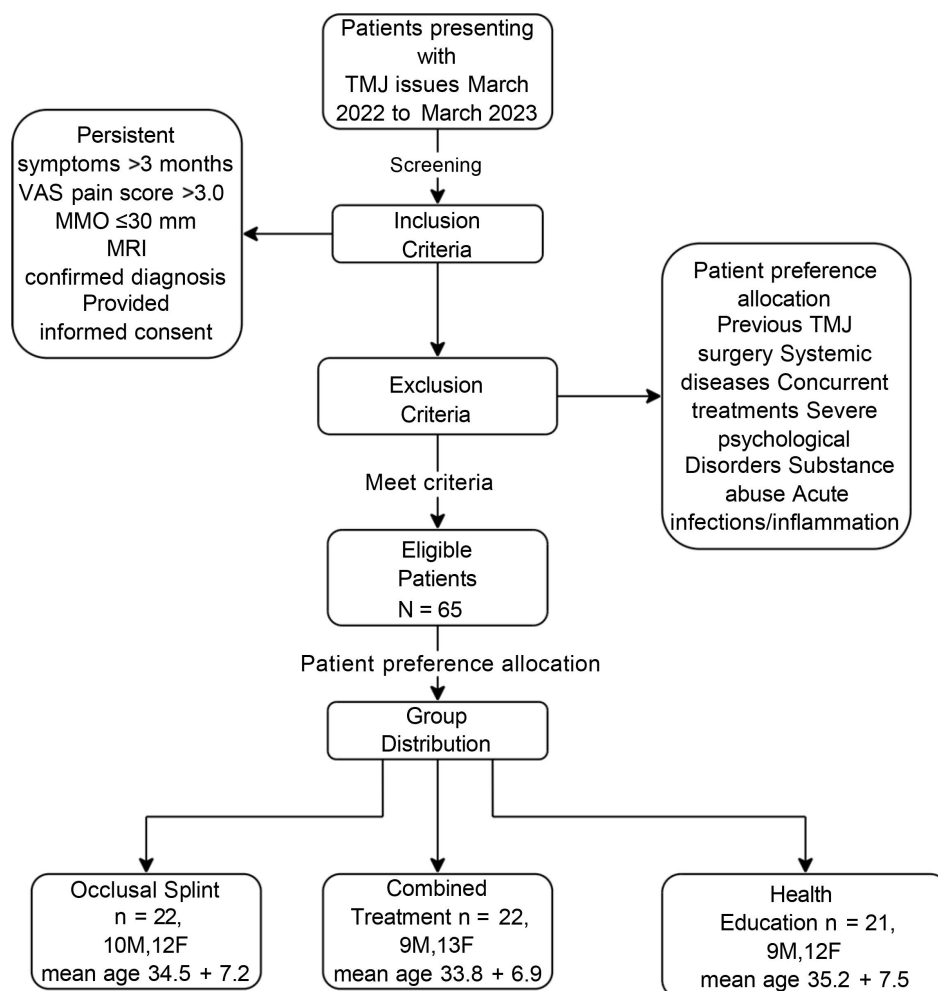 Patients presenting
with
TMJ issues March
2022 to March 2023
Screening
Persistent
symptoms >3 months
VAS pain score >3.0
MMO ≤30 mm
MRI
confirmed diagnosis
Provided
informed consent
Inclusion
Criteria
Exclusion
Criteria
Patient preference
allocation
Previous TMJ
surgery Systemic
diseases Concurrent
treatments Severe
psychological
Disorders Substance
abuse Acute
infections/inflammation
Meet criteria
Eligible
Patients
N = 65
Patient preference allocation
Group
Distribution
Occlusal Splint
n = 22,
10M,12F
mean age 34.5 + 7.2
Combined
Treatment n = 22,
9M,13F
mean age 33.8 + 6.9
Health
Education n = 21,
9M,12F
mean age 35.2 + 7.5